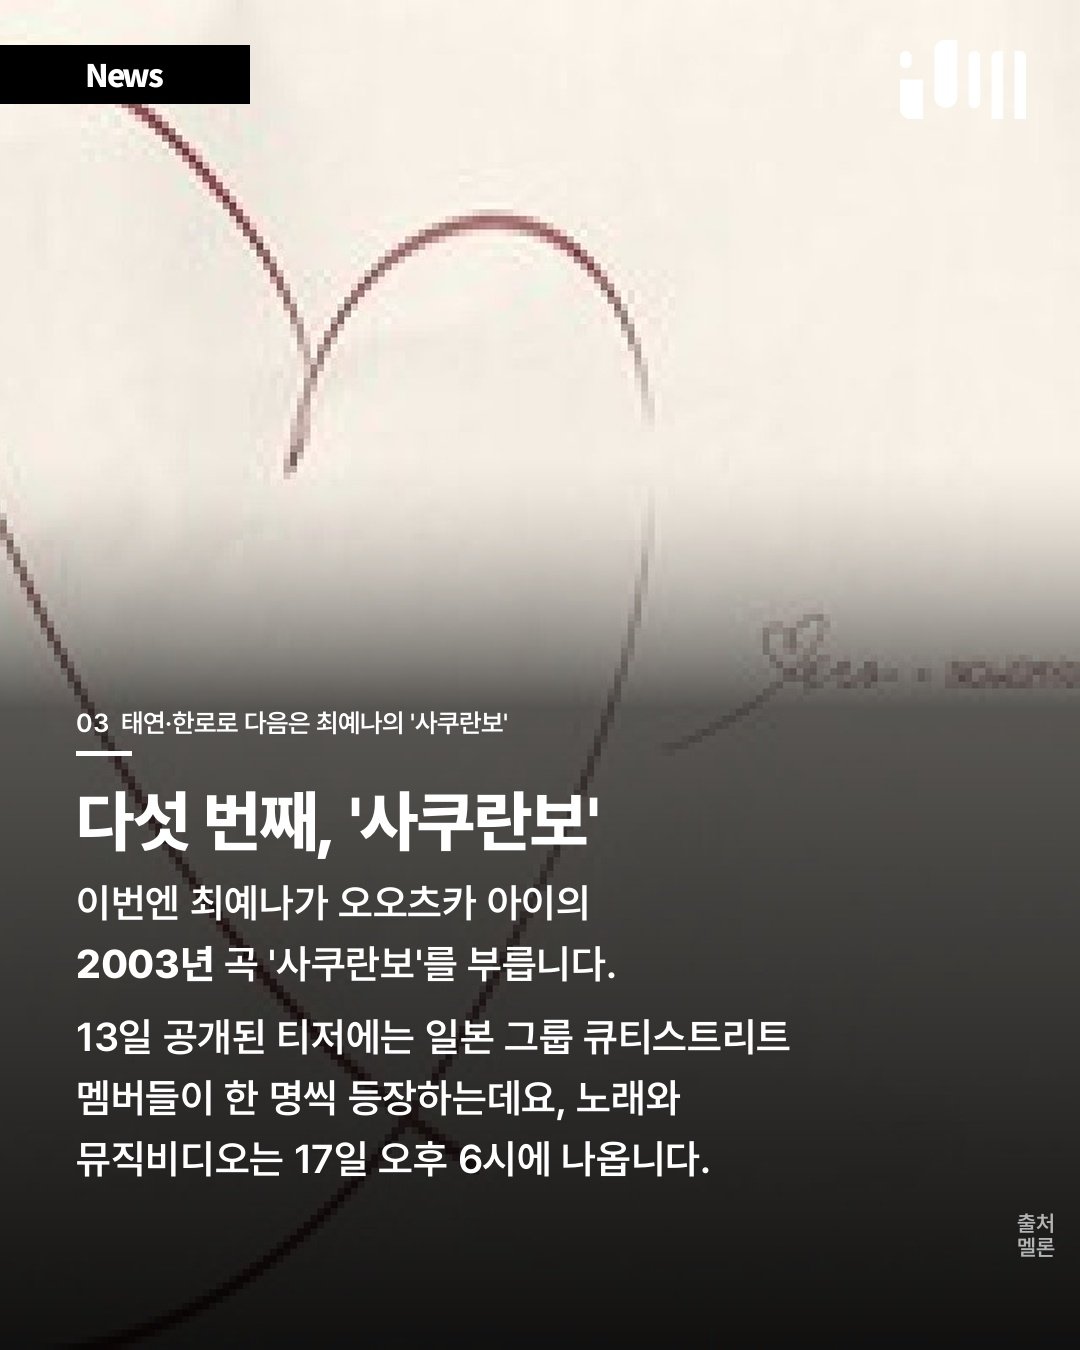 News
03 태연·한로로 다음은 최예나의 '사쿠란보'
다섯 번째, '사쿠란보'
이번엔 최예나가 오오츠카 아이의
2003년 곡 '사쿠란보'를 부릅니다.
13일 공개된 티저에는 일본 그룹 큐티스트리트
멤버들이 한 명씩 등장하는데요, 노래와
뮤직비디오는 17일 오후 6시에 나옵니다.
출처
멜론